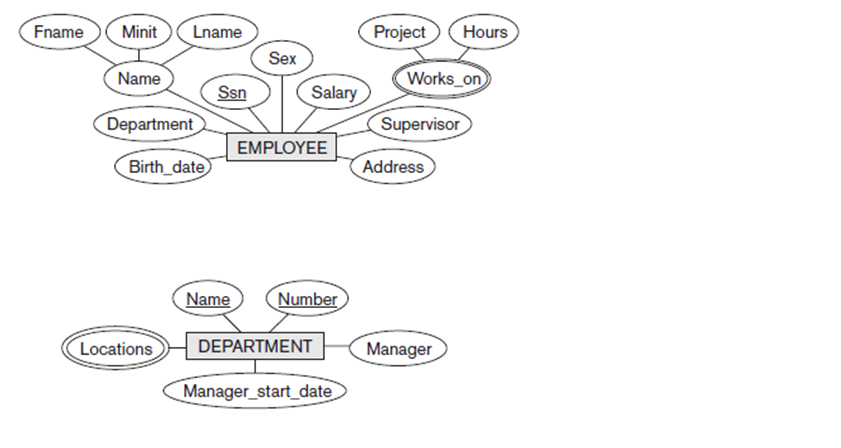 Fname
Minit
Lname
Project
Hours
Sex
Name
Works_on
Ssn
Salary
Department
Supervisor
EMPLOYEE
Birth_date
Address
Name
Number
Locations
DEPARTMENT
Manager
Manager_start_date